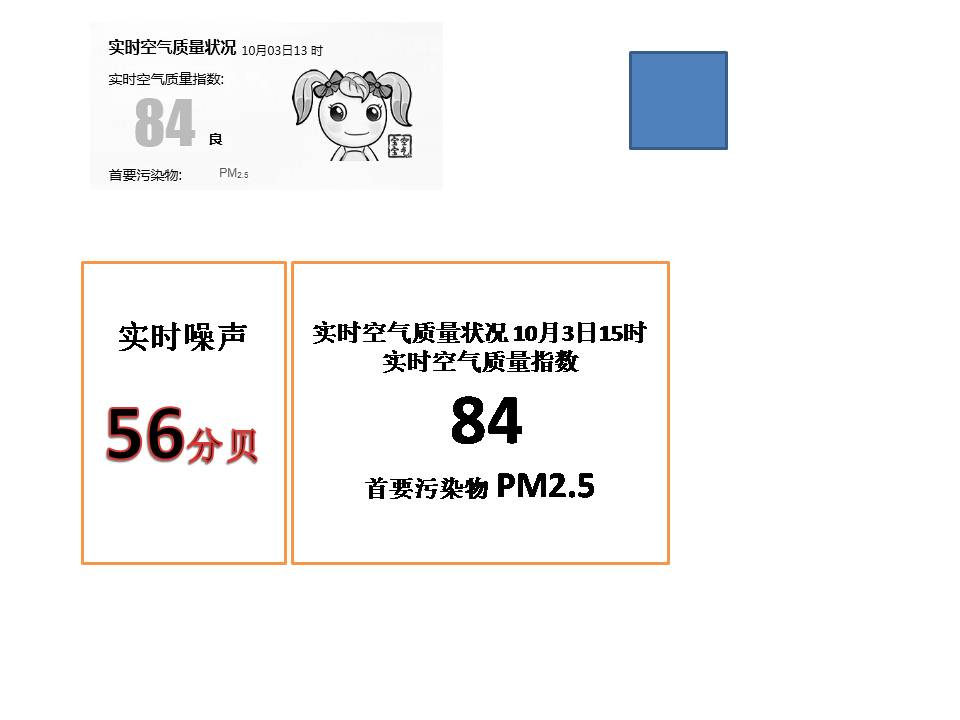 实时空气质量状况 10月03日13 时
实时空气质量指数:
84 良
首要污染物: PM2.5
实时噪声
56分贝
实时空气质量状况 10月3日15时
实时空气质量指数
84
首要污染物 PM2.5